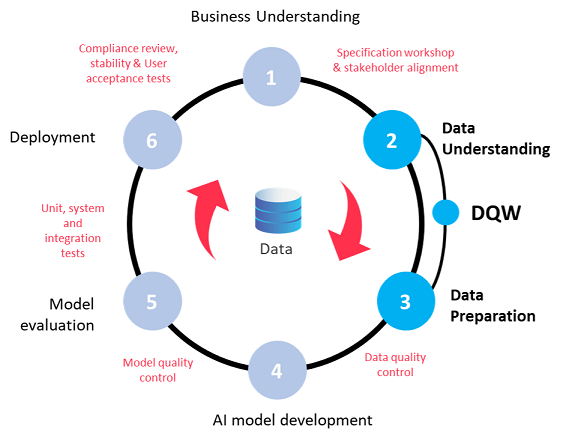 Business Understanding
Compliance review,
stability & User
acceptance tests
Specification workshop
& stakeholder alignment
1
Deployment
6
2
Data
Understanding
Unit, system
and
integration
tests
Data
DQW
Model
evaluation
5
3
Data
Preparation
Model quality
control
4
Data quality
control
AI model development